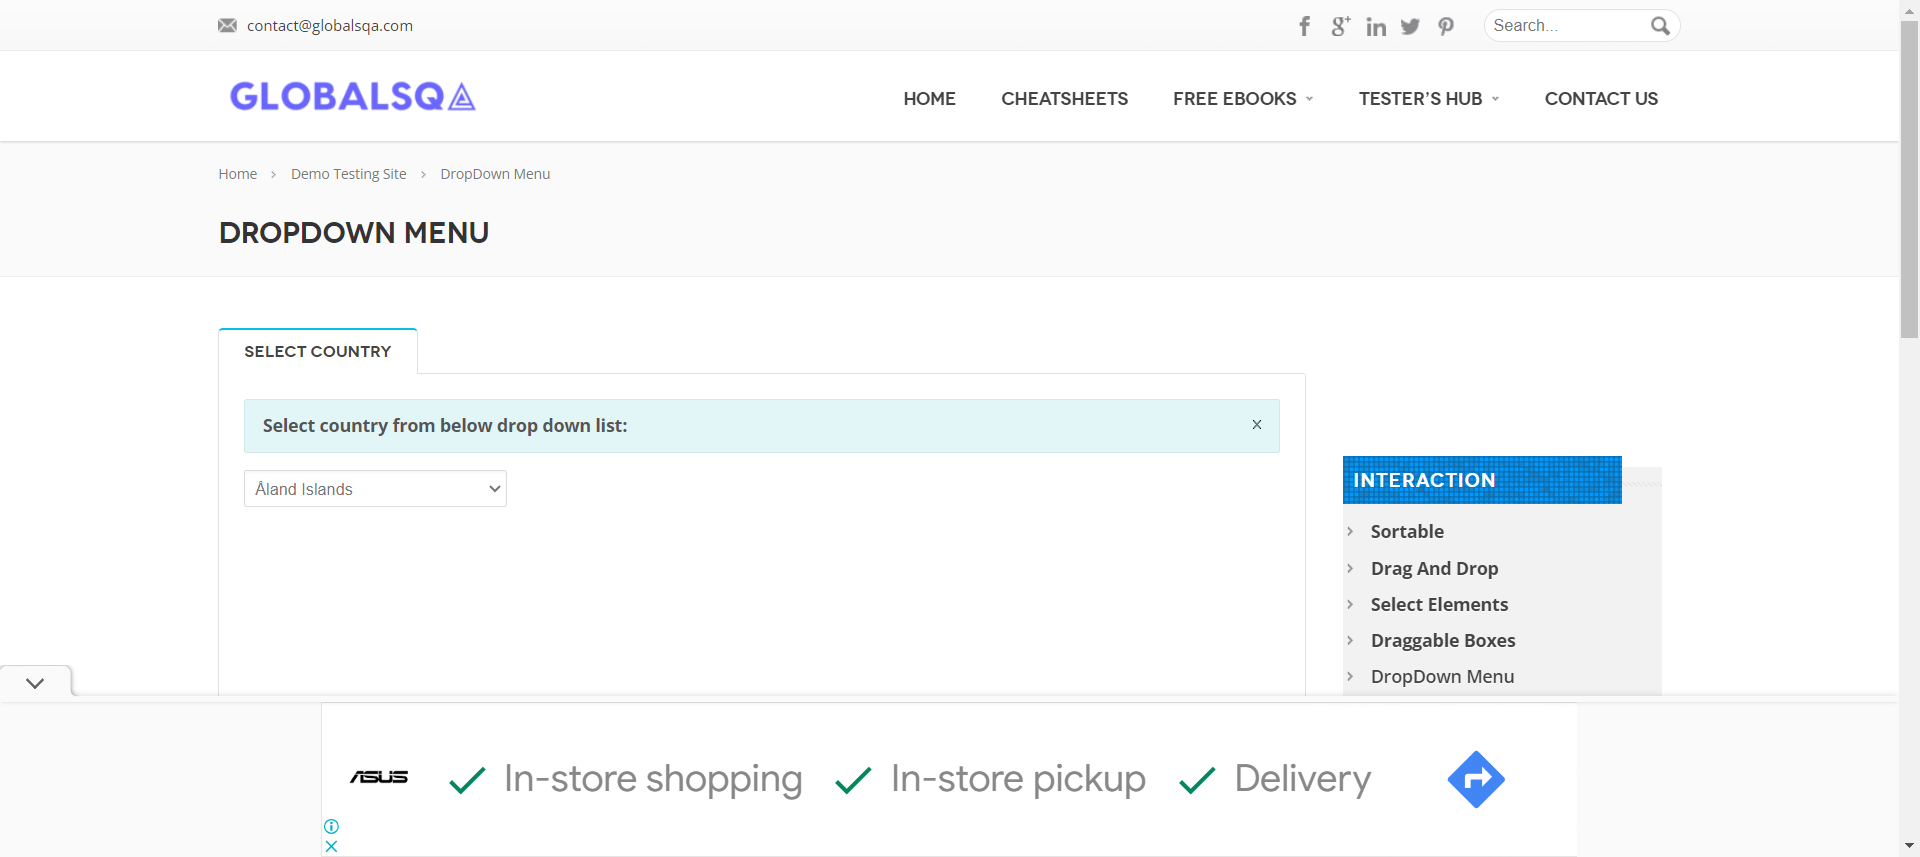 contact@globalsqa.com
Search...
GLOBALSQA
HOME
CHEATSHEETS
FREE EBOOKS
TESTER’S HUB
CONTACT US
Home > Demo Testing Site > DropDown Menu
DROPDOWN MENU
SELECT COUNTRY
Select country from below drop down list:
x
Åland Islands
INTERACTION
Sortable
Drag And Drop
Select Elements
Draggable Boxes
DropDown Menu
ASUS
In-store shopping
In-store pickup
Delivery